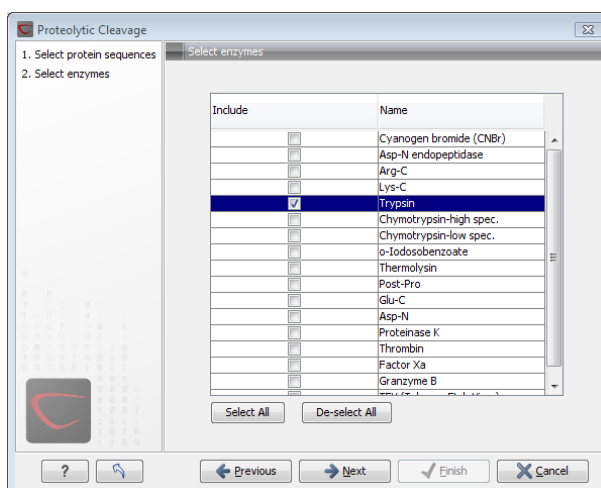 Proteolytic Cleavage
1. Select protein sequences
2. Select enzymes
Select enzymes
Include Name
Cyanogen bromide (CNBr)
Asp-N endopeptidase
Arg-C
Lys-C
Trypsin
Chymotrypsin-high spec.
Chymotrypsin-low spec.
o-Iodosobenzoate
Thermolysin
Post-Pro
Glu-C
Asp-N
Proteinase K
Thrombin
Factor Xa
Granzyme B
Select All De-select All
? Previous Next Finish Cancel